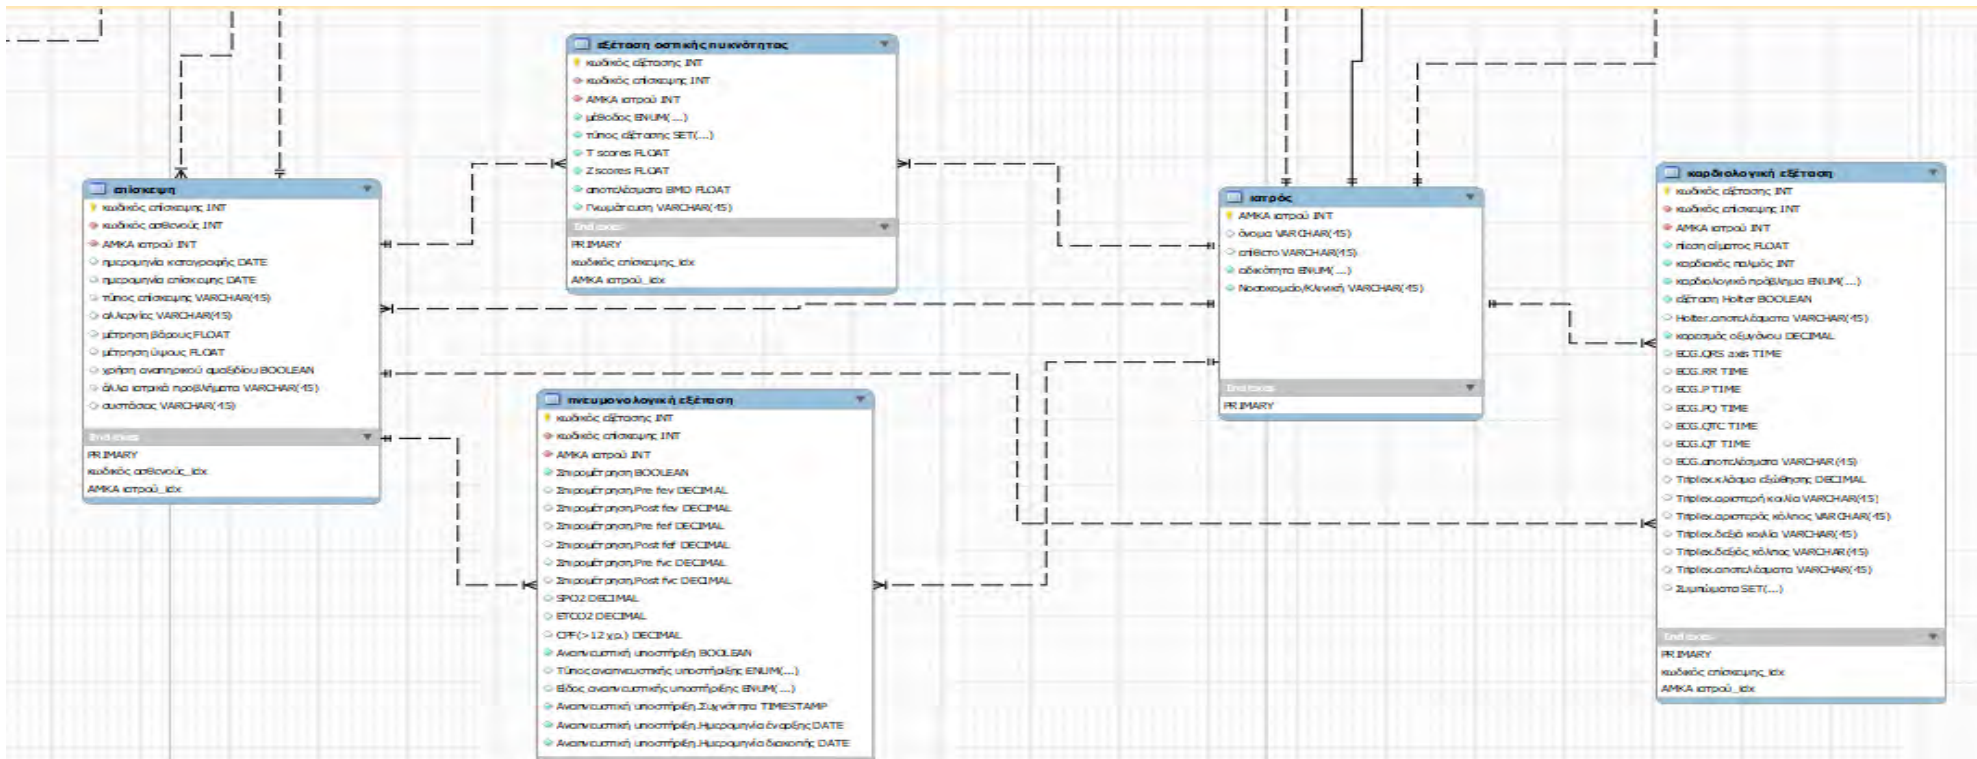 εξέταση οστικής πυκνότητας
κωδικός εξέτασης INT
κωδικός επίσκεψης INT
ΑΜΚΑ ιατρού INT
μέθοδος ENUM(...)
τύπος εξέτασης SET(...)
T scores FLOAT
Z scores FLOAT
αποτελέσματα BMD FLOAT
Γνωμάτευση VARCHAR(45)
Indexes
PRIMARY
κωδικός επίσκεψης_idx
ΑΜΚΑ ιατρού_idx
επίσκεψη
κωδικός επίσκεψης INT
κωδικός ασθενούς INT
ΑΜΚΑ ιατρού INT
ημερομηνία καταγραφής DATE
ημερομηνία επίσκεψης DATE
τύπος επίσκεψης VARCHAR(45)
αλλεργίες VARCHAR(45)
μέτρηση βάρους FLOAT
μέτρηση ύψους FLOAT
χρήση αναπηρικού αμαξιδίου BOOLEAN
άλλα ιατρικά προβλήματα VARCHAR(45)
συστάσεις VARCHAR(45)
Indexes
PRIMARY
κωδικός ασθενούς_idx
ΑΜΚΑ ιατρού_idx
πνευμονολογική εξέταση
κωδικός εξέτασης INT
κωδικός επίσκεψης INT
ΑΜΚΑ ιατρού INT
Σπιρομέτρηση BOOLEAN
Σπιρομέτρηση.Pre fev DECIMAL
Σπιρομέτρηση.Post fev DECIMAL
Σπιρομέτρηση.Pre fef DECIMAL
Σπιρομέτρηση.Post fef DECIMAL
Σπιρομέτρηση.Pre fvc DECIMAL
Σπιρομέτρηση.Post fvc DECIMAL
SPO2 DECIMAL
ETCO2 DECIMAL
CPF(>12 χρ.) DECIMAL
Αναπνευστική υποστήριξη BOOLEAN
Τύπος αναπνευστικής υποστήριξης ENUM(...)
Είδος αναπνευστικής υποστήριξης ENUM(...)
Αναπνευστική υποστήριξη.Συχνότητα TIMESTAMP
Αναπνευστική υποστήριξη.Ημερομηνία έναρξης DATE
Αναπνευστική υποστήριξη.Ημερομηνία διακοπής DATE
ιατρός
ΑΜΚΑ ιατρού INT
όνομα VARCHAR(45)
επίθετο VARCHAR(45)
ειδικότητα ENUM(...)
Νοσοκομείο/Κλινική VARCHAR(45)
Indexes
PRIMARY
καρδιολογική εξέταση
κωδικός εξέτασης INT
κωδικός επίσκεψης INT
ΑΜΚΑ ιατρού INT
πίεση αίματος FLOAT
καρδιακός παλμός INT
καρδιολογικό πρόβλημα ENUM(...)
εξέταση Holter BOOLEAN
Holter.αποτελέσματα VARCHAR(45)
κορεσμός οξυγόνου DECIMAL
ECG.QRS axis TIME
ECG.RR TIME
ECG.P TIME
ECG.PQ TIME
ECG.QTC TIME
ECG.QT TIME
ECG.αποτελέσματα VARCHAR(45)
Triplex.κλάσμα εξώθησης DECIMAL
Triplex.αριστερή κοιλία VARCHAR(45)
Triplex.αριστερός κόλπος VARCHAR(45)
Triplex.δεξιά κοιλία VARCHAR(45)
Triplex.δεξιός κόλπος VARCHAR(45)
Triplex.αποτελέσματα VARCHAR(45)
Συμπτώματα SET(...)
Indexes
PRIMARY
κωδικός επίσκεψης_idx
ΑΜΚΑ ιατρού_idx